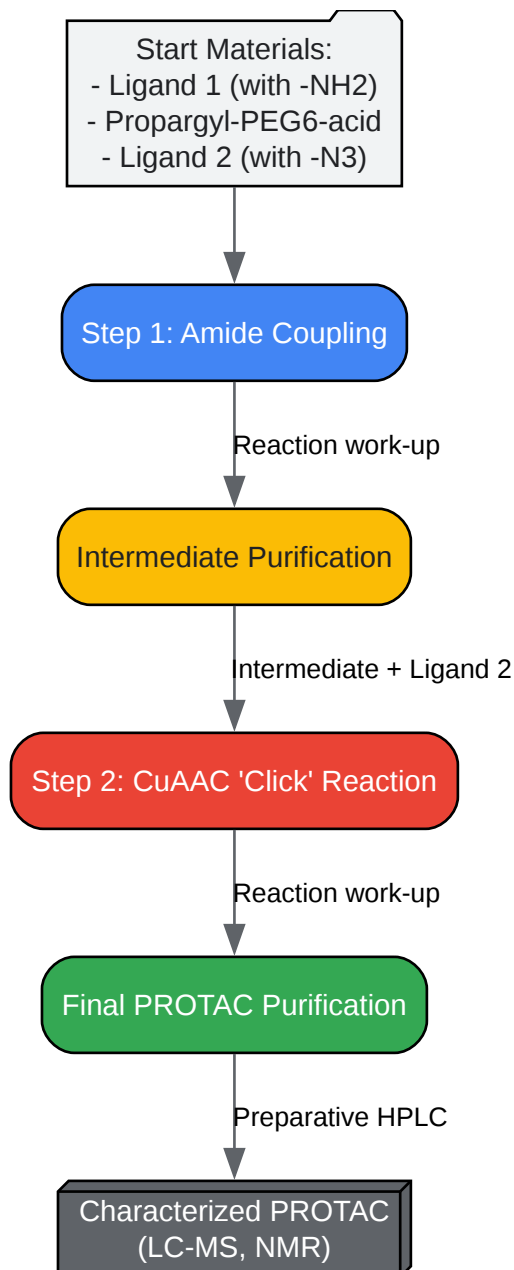 Start Materials:
- Ligand 1 (with -NH2)
- Propargyl-PEG6-acid
- Ligand 2 (with -N3)
Step 1: Amide Coupling
Reaction work-up
Intermediate Purification
Intermediate + Ligand 2
Step 2: CuAAC 'Click' Reaction
Reaction work-up
Final PROTAC Purification
Preparative HPLC
Characterized PROTAC
(LC-MS, NMR)